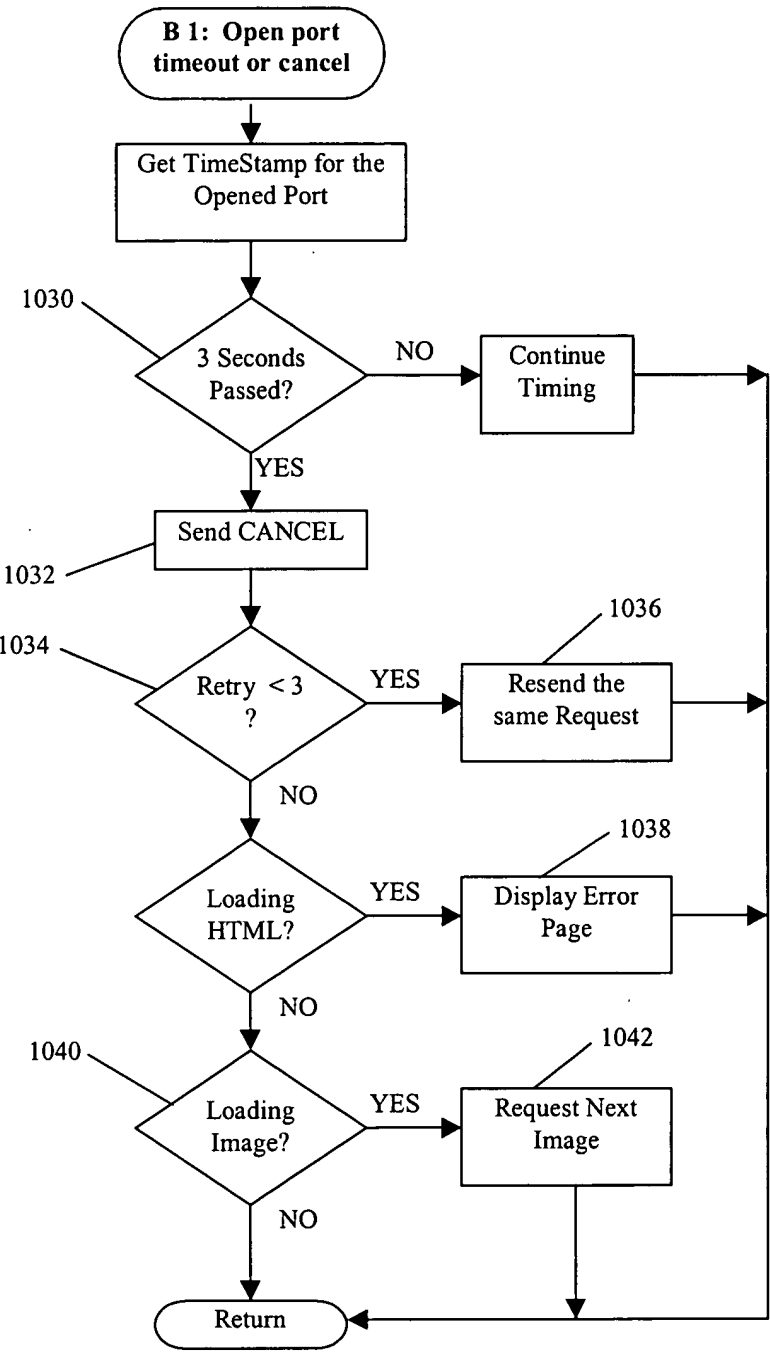 B 1: Open port
timeout or cancel
Get TimeStamp for the
Opened Port
1030
3 Seconds
Passed?
NO
Continue
Timing
YES
Send CANCEL
1032
1034
Retry < 3
?
YES
1036
Resend the
same Request
NO
Loading
HTML?
YES
1038
Display Error
Page
NO
1040
Loading
Image?
YES
1042
Request Next
Image
NO
Return